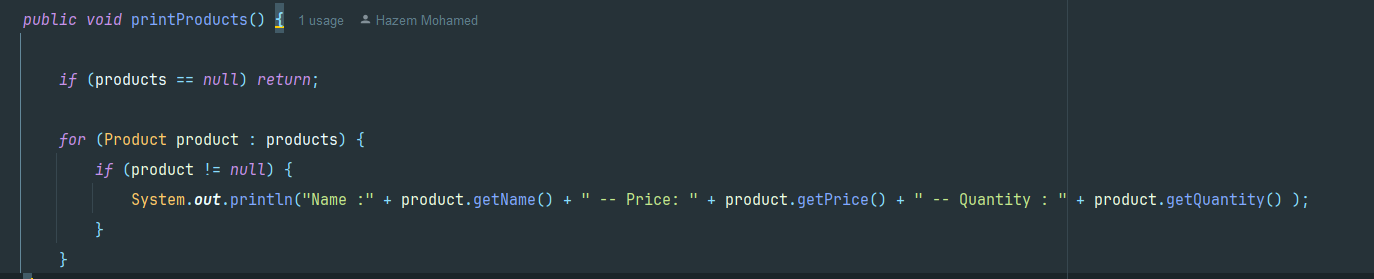 public void printProducts() { 1 usage Hazem Mohamed
if (products == null) return;
for (Product product : products) {
if (product != null) {
System.out.println("Name :" + product.getName() + " -- Price: " + product.getPrice() + " -- Quantity : " + product.getQuantity() );
}
}